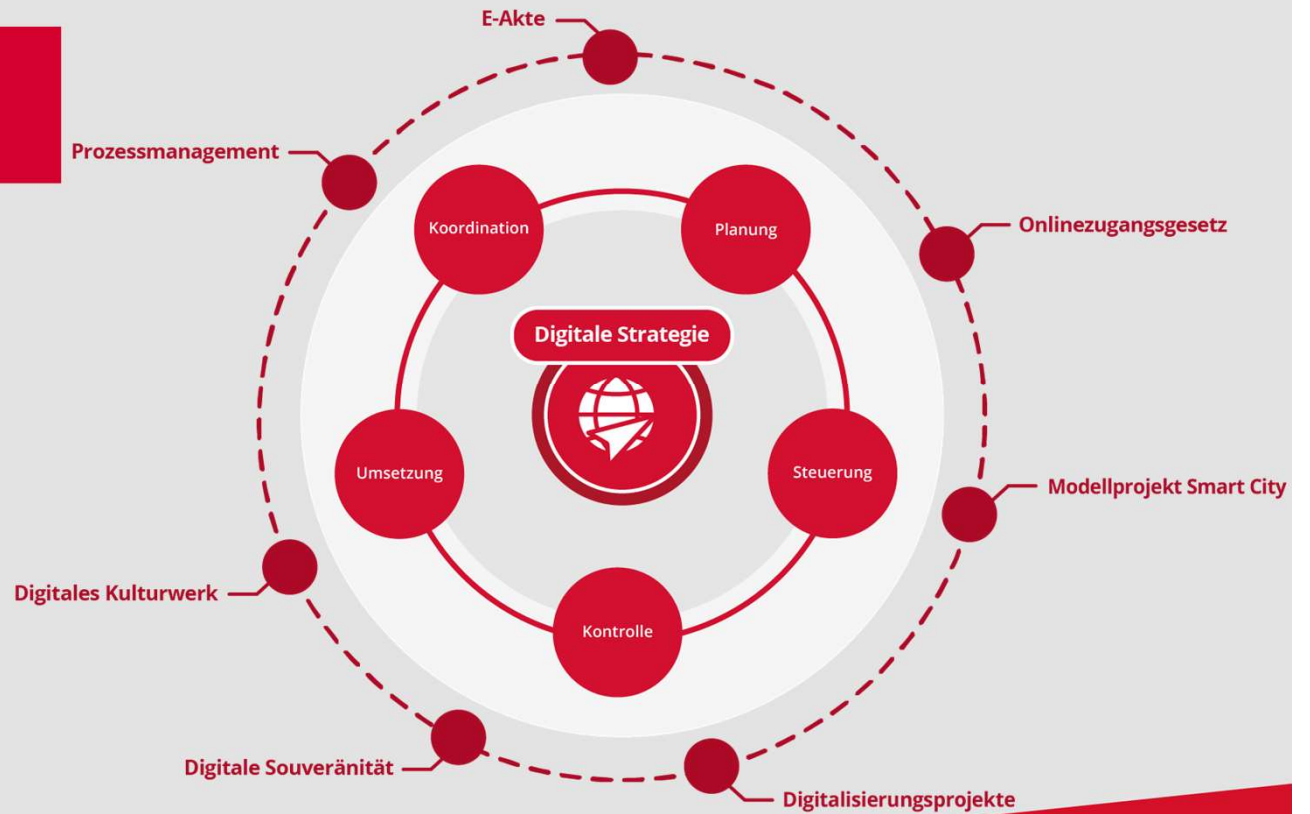 E-Akte
Prozessmanagement
Koordination
Planung
Onlinezugangsgesetz
Digitale Strategie
Umsetzung
Steuerung
Modellprojekt Smart City
Digitales Kulturwerk
Kontrolle
Digitale Souveränität
Digitalisierungsprojekte